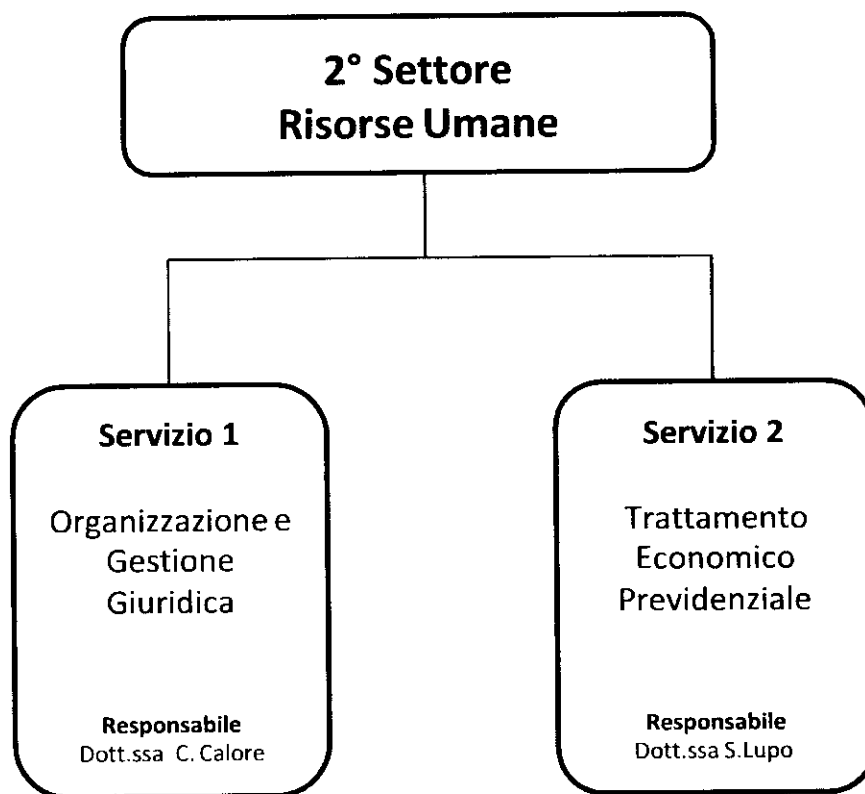 2° Settore
Risorse Umane
Servizio 1
Organizzazione e
Gestione
Giuridica
Responsabile
Dott.ssa C. Calore
Servizio 2
Trattamento
Economico
Previdenziale
Responsabile
Dott.ssa S.Lupo